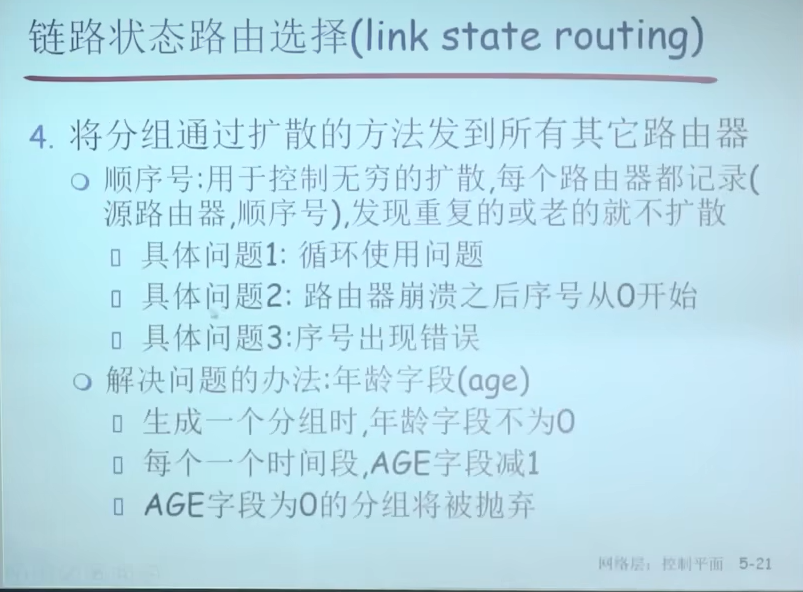 链路状态路由选择(link state routing)
4. 将分组通过扩散的方法发到所有其它路由器
顺序号:用于控制无穷的扩散,每个路由器都记录(
源路由器,顺序号),发现重复的或老的就不扩散
具体问题1: 循环使用问题
具体问题2: 路由器崩溃之后序号从0开始
具体问题3:序号出现错误
解决问题的办法:年龄字段(age)
生成一个分组时,年龄字段不为0
每个一个时间段,AGE字段减1
AGE字段为0的分组将被抛弃
网络层: 控制平面 5-21